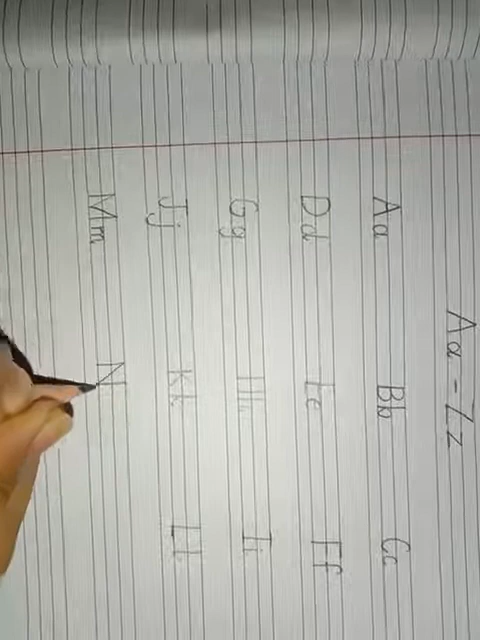 Aa - Zz
Aa Bb Cc
Dd Ee Ff
Gg Hh Ii
Jj Kk Ll
Mm N